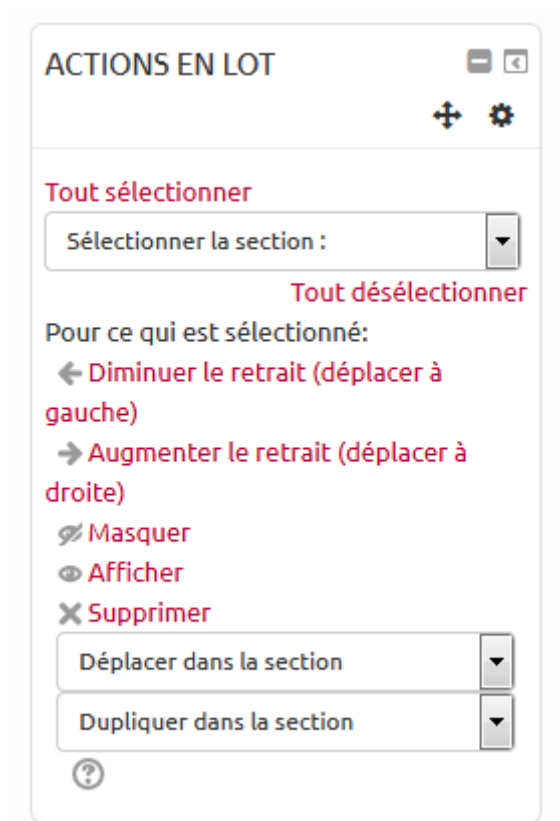 ACTIONS EN LOT
Tout sélectionner
Sélectionner la section :
Tout désélectionner
Pour ce qui est sélectionné:
Diminuer le retrait (déplacer à
gauche)
Augmenter le retrait (déplacer à
droite)
Masquer
Afficher
Supprimer
Déplacer dans la section
Dupliquer dans la section
?